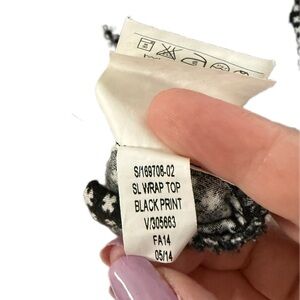 S/169708-02
SL WRAP TOP
BLACK PRINT
V/305663
FA14
05/14